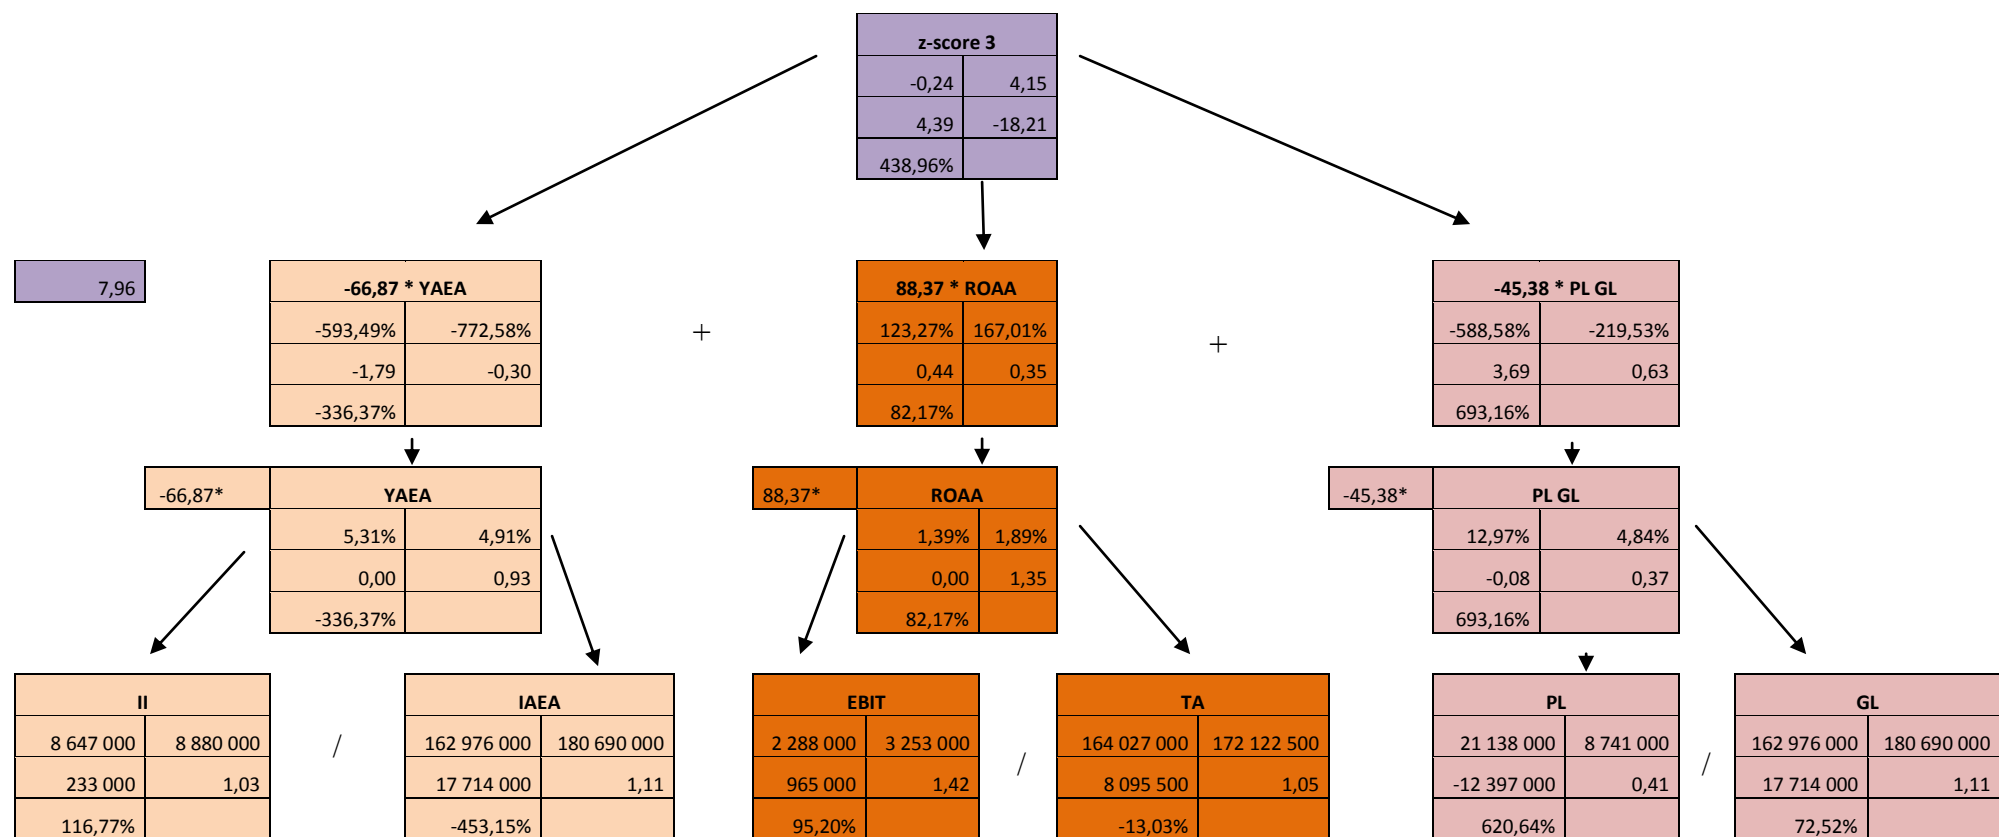 z-score 3
-0,24 4,15
4,39 -18,21
438,96%
7,96
-66,87 * YAEA
-593,49% -772,58%
-1,79 -0,30
-336,37%
+
88,37 * ROAA
123,27% 167,01%
0,44 0,35
82,17%
+
-45,38 * PL GL
-588,58% -219,53%
3,69 0,63
693,16%
-66,87* YAEA
5,31% 4,91%
0,00 0,93
-336,37%
88,37* ROAA
1,39% 1,89%
0,00 1,35
82,17%
-45,38* PL GL
12,97% 4,84%
-0,08 0,37
693,16%
II
8 647 000 8 880 000
233 000 1,03
116,77%
/
IAEA
162 976 000 180 690 000
17 714 000 1,11
-453,15%
EBIT
2 288 000 3 253 000
965 000 1,42
95,20%
/
TA
164 027 000 172 122 500
8 095 500 1,05
-13,03%
PL
21 138 000 8 741 000
-12 397 000 0,41
620,64%
/
GL
162 976 000 180 690 000
17 714 000 1,11
72,52%